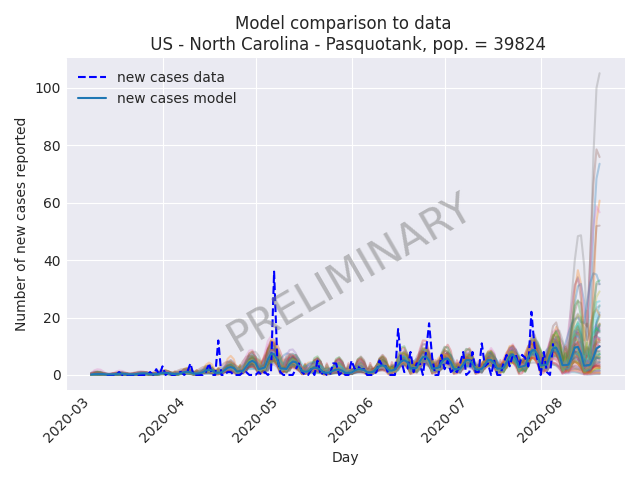 Model comparison to data
US - North Carolina - Pasquotank, pop. = 39824
new cases data
new cases model
PRELIMINARY
Number of new cases reported
100
80
60
40
20
0
2020-03
2020-04
2020-05
2020-06
2020-07
2020-08
Day